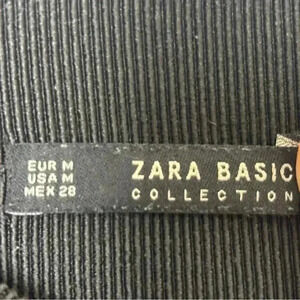 EUR M
USA M
MEX 28
ZARA BASIC
COLLECTION